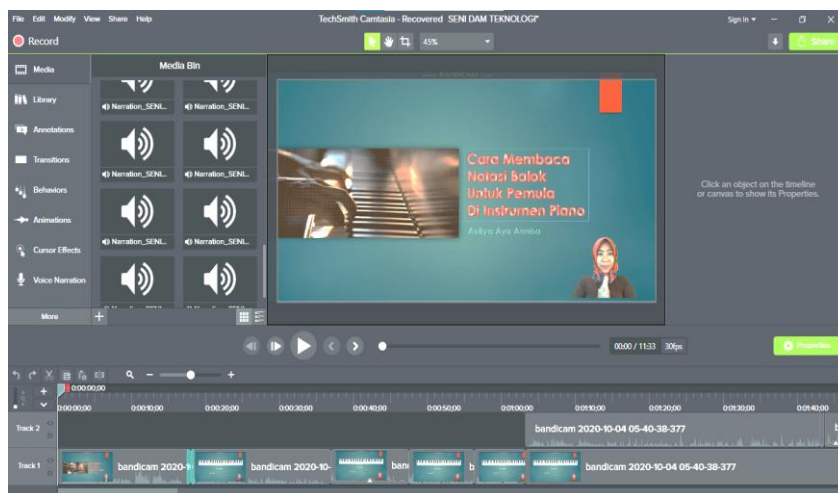 File Edit Modify View Share Help
TechSmith Camtasia - Recovered SENI DAM TEKNOLOGI*
Sign In
Record
45%
Share
Media
Library
Annotations
Transitions
Behaviors
Animations
Cursor Effects
Voice Narration
More
Media Bin
Narration_SENI... Narration_SENI...
Narration_SENI... Narration_SENI...
Narration_SENI... Narration_SENI...
Cara Membaca
Notasi Balok
Untuk Pemula
Di Instrumen Piano
Auliya Ayu Annisa
Click an object on the timeline
or canvas to show its Properties.
00:00 / 11:33 30fps
Properties
0:00:00;00
0:00:00;00 0:00:10;00 0:00:20;00 0:00:30;00 0:00:40;00 0:00:50;00 0:01:00;00 0:01:10;00 0:01:20;00 0:01:30;00 0:01:40;00
Track 2
bandicam 2020-10-04 05-40-38-377
b
Track 1
bandicam 2020-1 bandicam 2020-10- ban b bandicam 2020-10-04 05-40-38-377